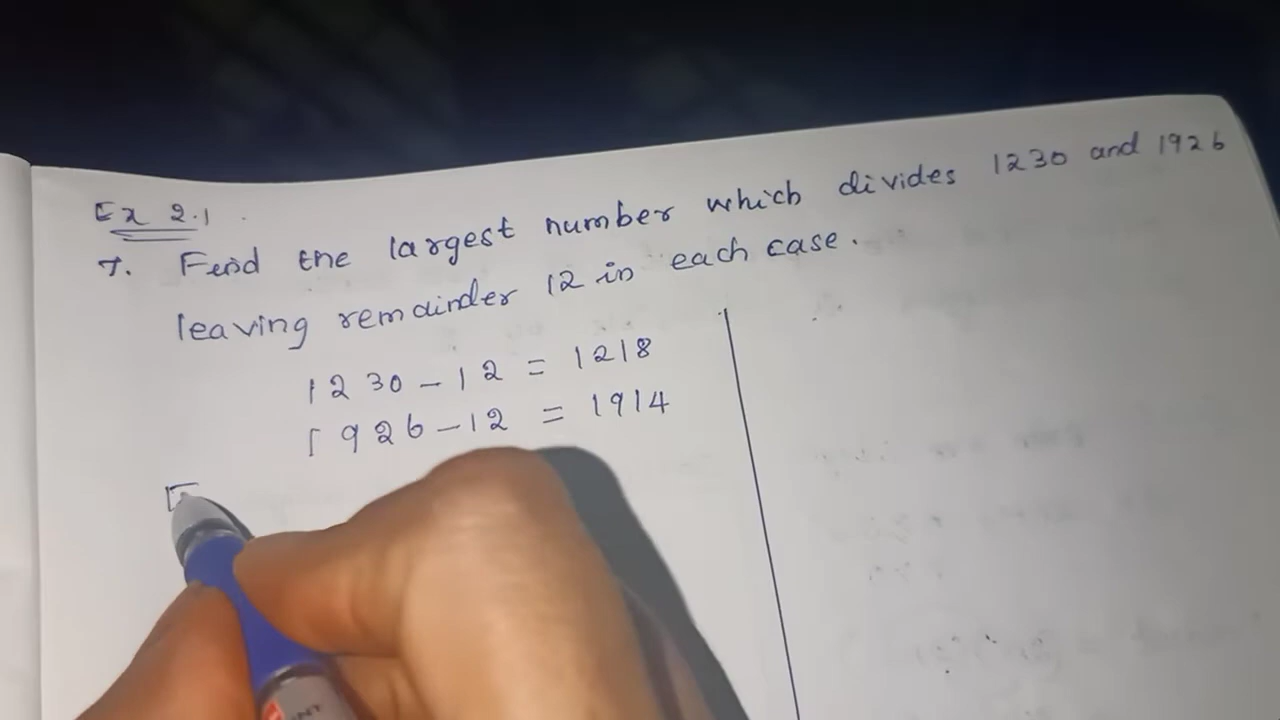 Ex 2.1
7. Find the largest number which divides 1230 and 1926
leaving remainder 12 in each case.
1230 - 12 = 1218
1926 - 12 = 1914